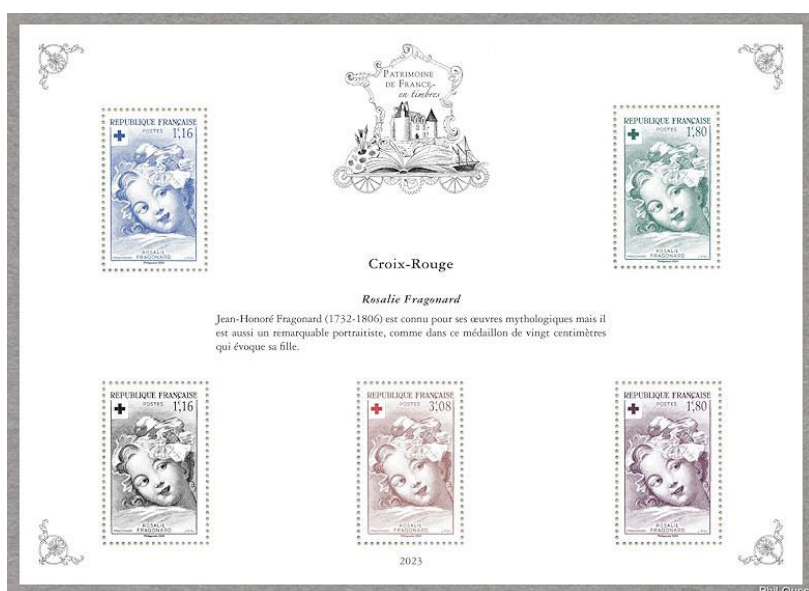 PATRIMOINE
DE FRANCE
en timbres
REPUBLIQUE FRANÇAISE
POSTES
1€,16
ROSALIE
FRAGONARD
REPUBLIQUE FRANÇAISE
POSTES
1€,80
ROSALIE
FRAGONARD
Croix-Rouge
Rosalie Fragonard
Jean-Honoré Fragonard (1732-1806) est connu pour ses œuvres mythologiques mais il
est aussi un remarquable portraitiste, comme dans ce médaillon de vingt centimètres
qui évoque sa fille.
REPUBLIQUE FRANÇAISE
POSTES
1€,16
ROSALIE
FRAGONARD
REPUBLIQUE FRANÇAISE
POSTES
3€,08
ROSALIE
FRAGONARD
REPUBLIQUE FRANÇAISE
POSTES
1€,80
ROSALIE
FRAGONARD
2023